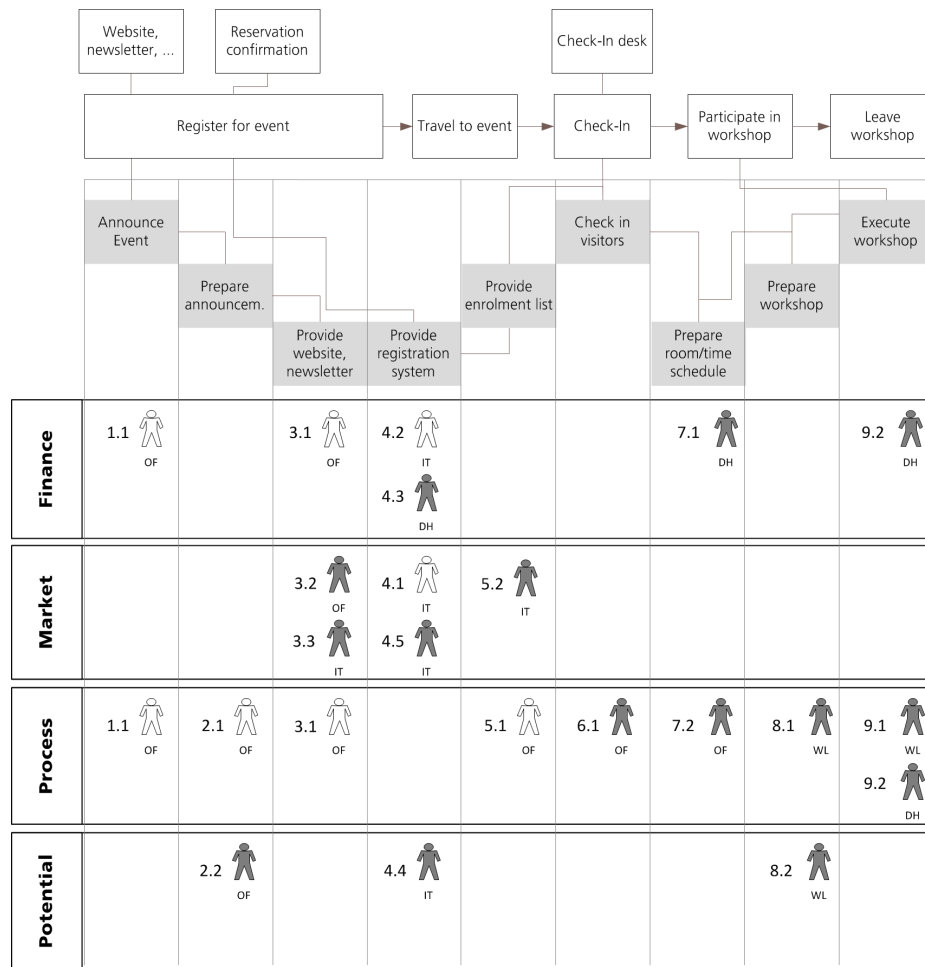 Website,
newsletter, ...
Reservation
confirmation
Check-In desk
Register for event
Travel to event
Check-In
Participate in
workshop
Leave
workshop
Announce
Event
Check in
visitors
Execute
workshop
Prepare
announcem.
Provide
enrolment list
Prepare
workshop
Provide
website,
newsletter
Provide
registration
system
Prepare
room/time
schedule
Finance
1.1
OF
3.1
OF
4.2
IT
4.3
DH
7.1
DH
9.2
DH
Market
3.2
OF
3.3
IT
4.1
IT
4.5
IT
5.2
IT
Process
1.1
OF
2.1
OF
3.1
OF
5.1
OF
6.1
OF
7.2
OF
8.1
WL
9.1
WL
9.2
DH
Potential
2.2
OF
4.4
IT
8.2
WL